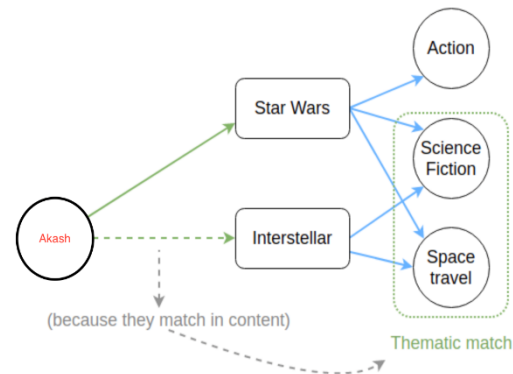 Action
Star Wars
Science
Fiction
Akash
Interstellar
Space
travel
(because they match in content)
Thematic match